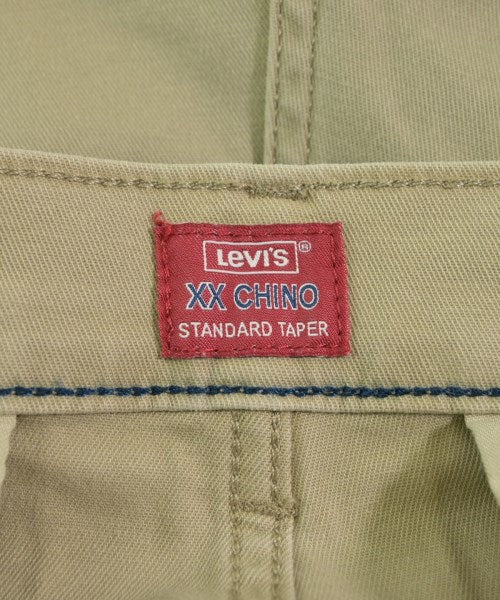 Levi's ®
XX CHINO
STANDARD TAPER